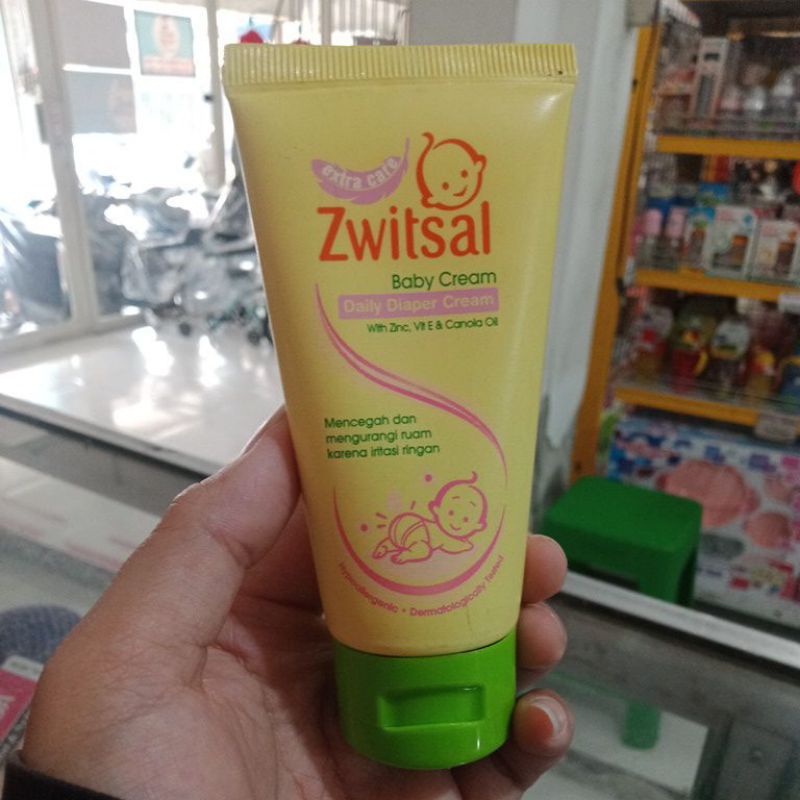 extra care
Zwitsal
Baby Cream
Daily Diaper Cream
With Zinc, Vit E & Canola Oil
Mencegah dan
mengurangi ruam
karena iritasi ringan
Hypoallergenic • Dermatologically Tested